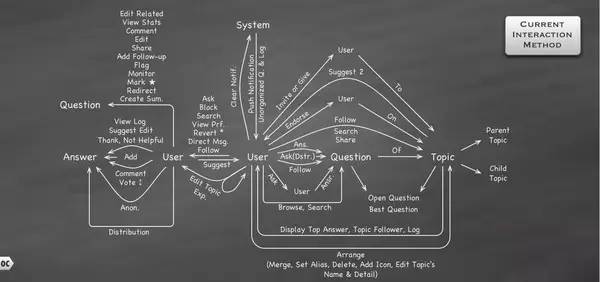 Current
Interaction
Method
Edit Related
View Stats
Comment
Edit
Share
Add Follow-up
Flag
Monitor
Mark ★
Redirect
Create Sum.
Question
System
Clear Notif.
Push Notification
Unorganized Q. & Log
View Log
Suggest Edit
Thank, Not Helpful
Answer
Add
User
Comment
Vote ↕
Anon.
Distribution
Ask
Block
Search
View Prf.
Revert *
Direct Msg.
Follow
Suggest
Edit Topic
Exp.
User
Invite or Give
User
To
Suggest 2
Endorse
User
On
Follow
Search
Share
Ans.
Ask(Dstr.)
Follow
Ask
User
Ansr.
Browse, Search
Question
Of
Topic
Parent
Topic
Child
Topic
Open Question
Best Question
Display Top Answer, Topic Follower, Log
Arrange
(Merge, Set Alias, Delete, Add Icon, Edit Topic's
Name & Detail)
OC